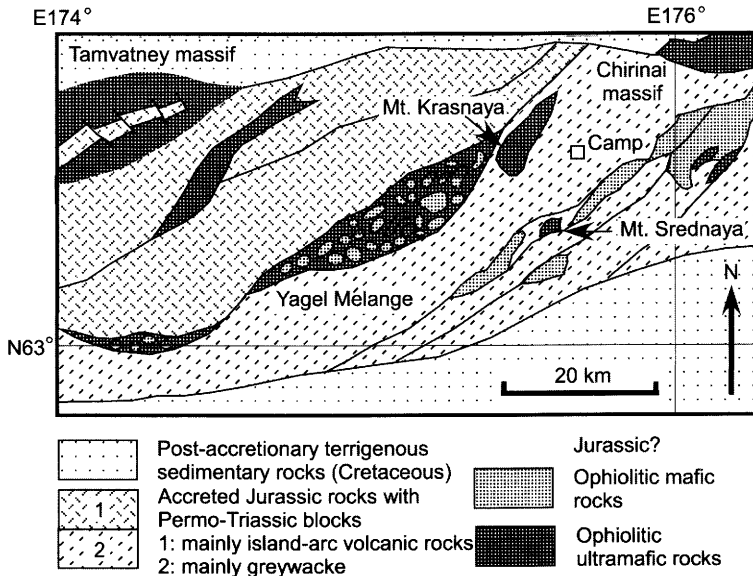 E174°
E176°
Tamvatney massif
Chirinai
massif
Mt. Krasnaya
Camp
Mt. Srednaya
Yagel Melange
N
N63°
20 km
Post-accretionary terrigenous
sedimentary rocks (Cretaceous)
1
Accreted Jurassic rocks with
Permo-Triassic blocks
2
1: mainly island-arc volcanic rocks
2: mainly greywacke
Jurassic?
Ophiolitic mafic
rocks
Ophiolitic
ultramafic rocks